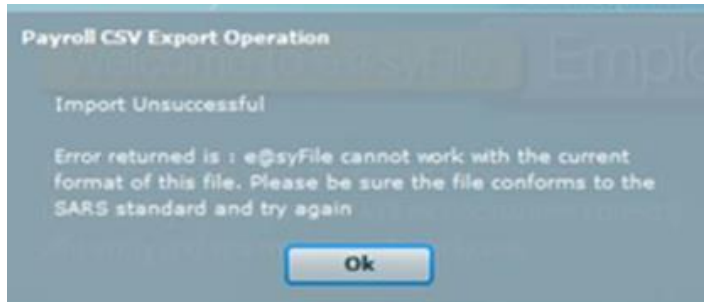 Payroll CSV Export Operation
Import Unsuccessful
Error returned is : e@syFile cannot work with the current
format of this file. Please be sure the file conforms to the
SARS standard and try again
Ok